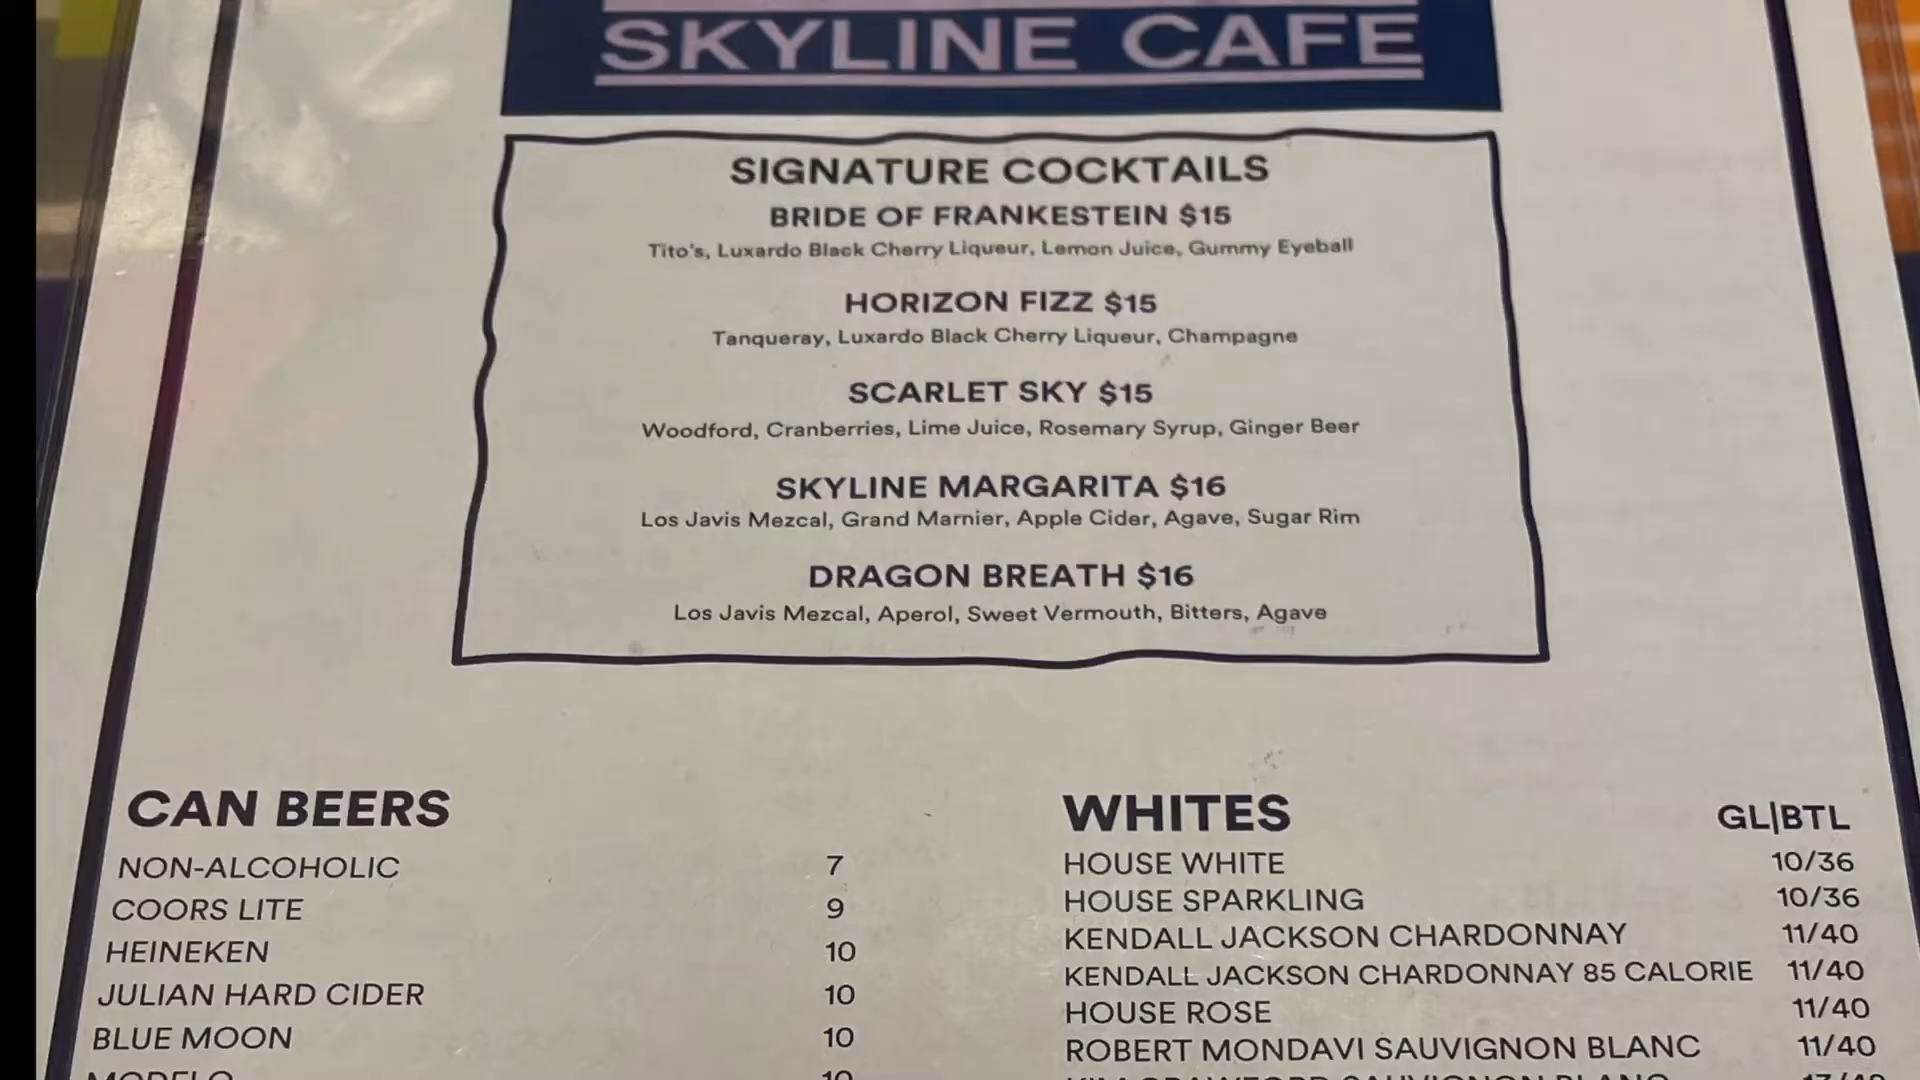 SKYLINE CAFE
SIGNATURE COCKTAILS
BRIDE OF FRANKESTEIN $15
Tito's, Luxardo Black Cherry Liqueur, Lemon Juice, Gummy Eyeball
HORIZON FIZZ $15
Tanqueray, Luxardo Black Cherry Liqueur, Champagne
SCARLET SKY $15
Woodford, Cranberries, Lime Juice, Rosemary Syrup, Ginger Beer
SKYLINE MARGARITA $16
Los Javis Mezcal, Grand Marnier, Apple Cider, Agave, Sugar Rim
DRAGON BREATH $16
Los Javis Mezcal, Aperol, Sweet Vermouth, Bitters, Agave
CAN BEERS
NON-ALCOHOLIC 7
COORS LITE 9
HEINEKEN 10
JULIAN HARD CIDER 10
BLUE MOON 10
MODELO 10
WHITES GL|BTL
HOUSE WHITE 10/36
HOUSE SPARKLING 10/36
KENDALL JACKSON CHARDONNAY 11/40
KENDALL JACKSON CHARDONNAY 85 CALORIE 11/40
HOUSE ROSE 11/40
ROBERT MONDAVI SAUVIGNON BLANC 11/40
SAUVIGNON BLANC